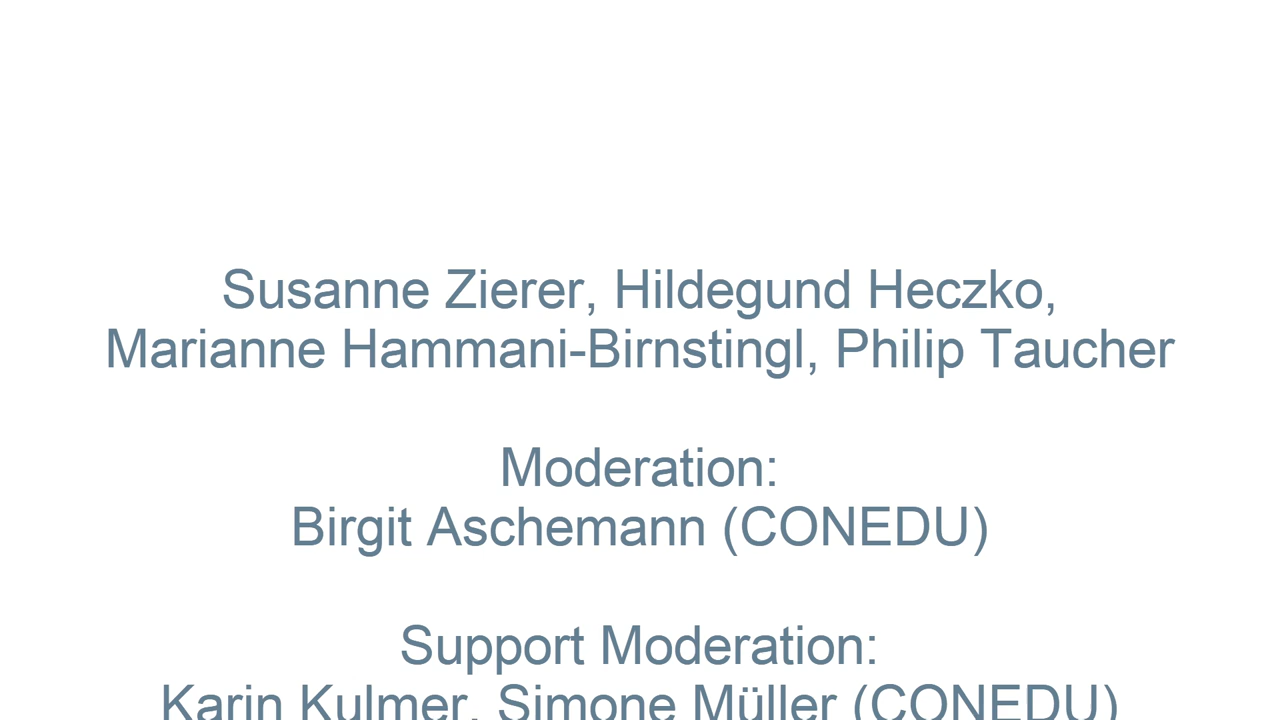 Susanne Zierer, Hildegund Heczko,
Marianne Hammani-Birnstingl, Philip Taucher
Moderation:
Birgit Aschemann (CONEDU)
Support Moderation:
Karin Kulmer, Simone Müller (CONEDU)